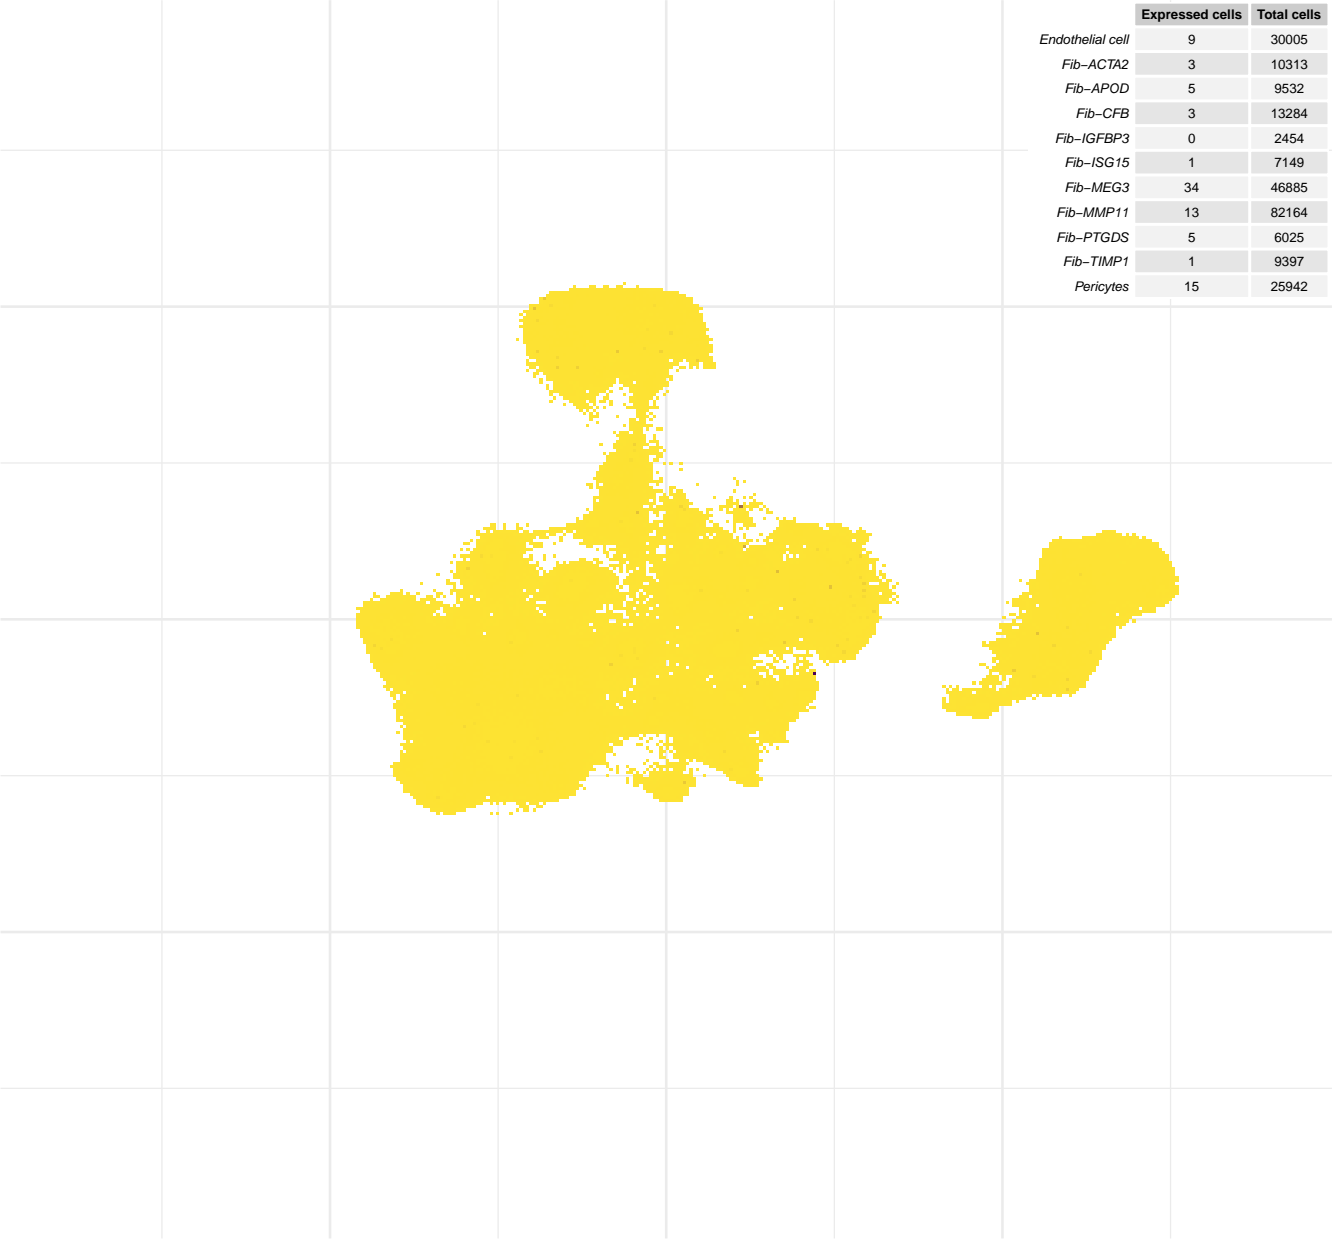 Expressed cells Total cells
Endothelial cell 9 30005
Fib−ACTA2 3 10313
Fib−APOD 5 9532
Fib−CFB 3 13284
Fib−IGFBP3 0 2454
Fib−ISG15 1 7149
Fib−MEG3 34 46885
Fib−MMP11 13 82164
Fib−PTGDS 5 6025
Fib−TIMP1 1 9397
Pericytes 15 25942